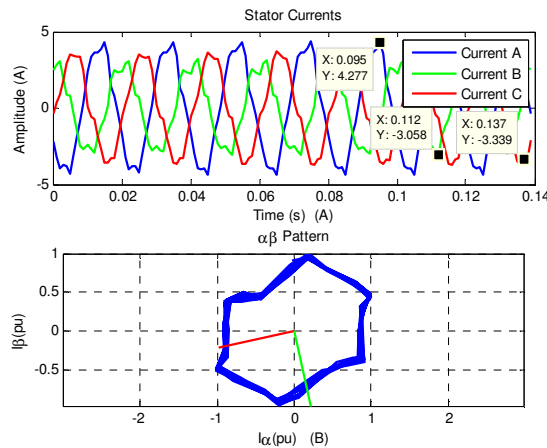 Stator Currents
Amplitude (A)
5
0
-5
Current A
Current B
Current C
X: 0.095
Y: 4.277
X: 0.112
Y: -3.058
X: 0.137
Y: -3.339
0 0.02 0.04 0.06 0.08 0.1 0.12 0.14
Time (s) (A)
αβ Pattern
Iβ(pu)
1
0.5
0
-0.5
-2 -1 0 1 2
Iα(pu) (B)